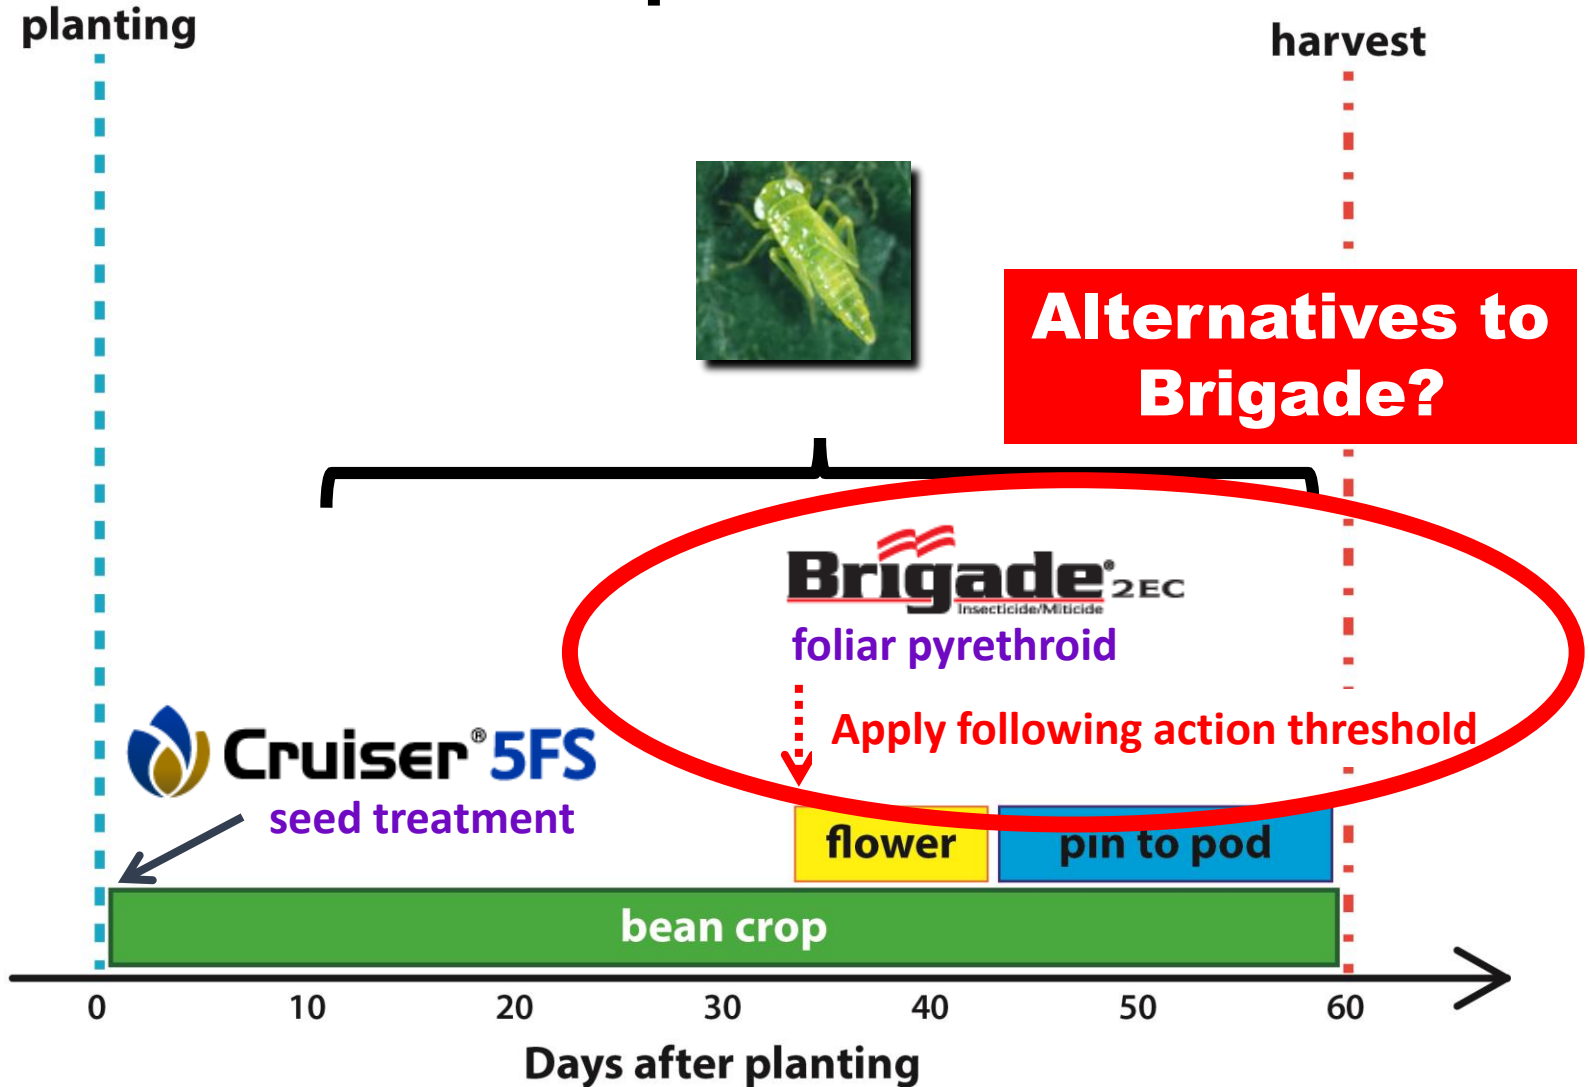 planting
harvest
Alternatives to
Brigade?
Brigade® 2EC
Insecticide/Miticide
foliar pyrethroid
Apply following action threshold
Cruiser® 5FS
seed treatment
flower
pin to pod
bean crop
0 10 20 30 40 50 60
Days after planting